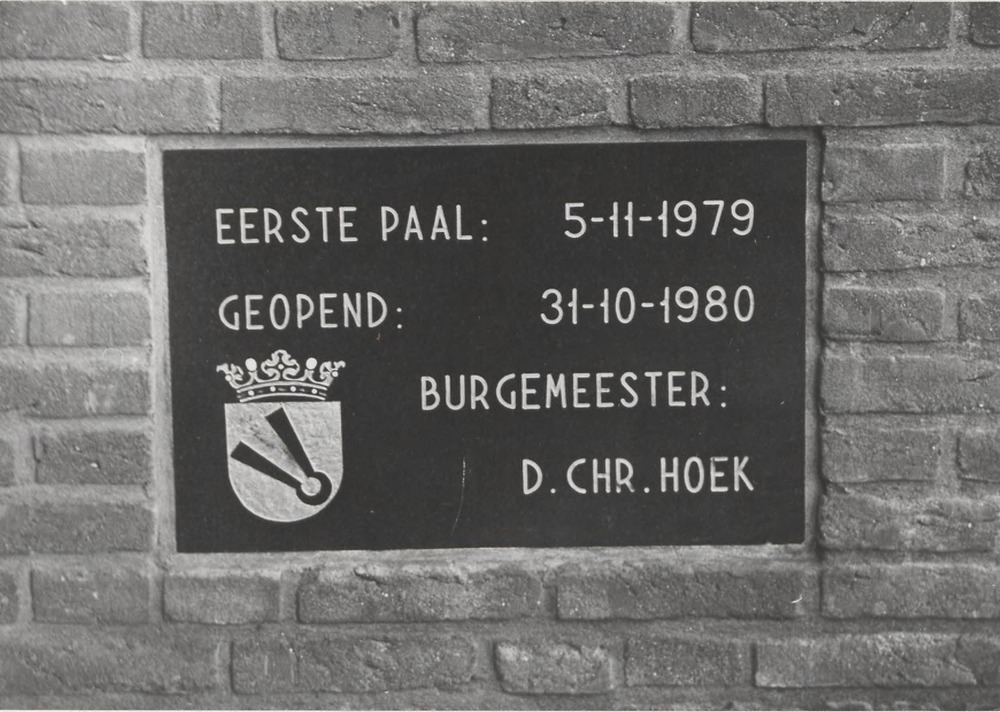 EERSTE PAAL: 5-11-1979
GEOPEND: 31-10-1980
BURGEMEESTER:
D. CHR. HOEK